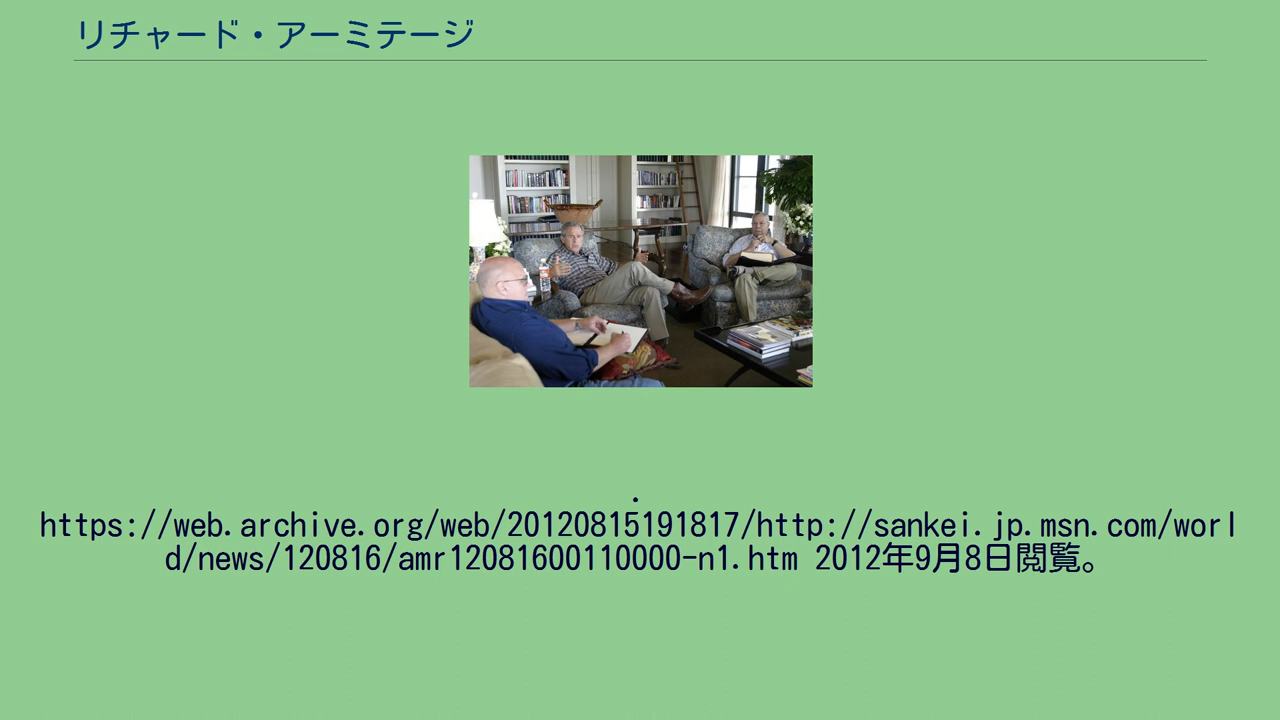 リチャード・アーミテージ
.
https://web.archive.org/web/20120815191817/http://sankei.jp.msn.com/worl
d/news/120816/amr12081600110000-n1.htm 2012年9月8日閲覧。